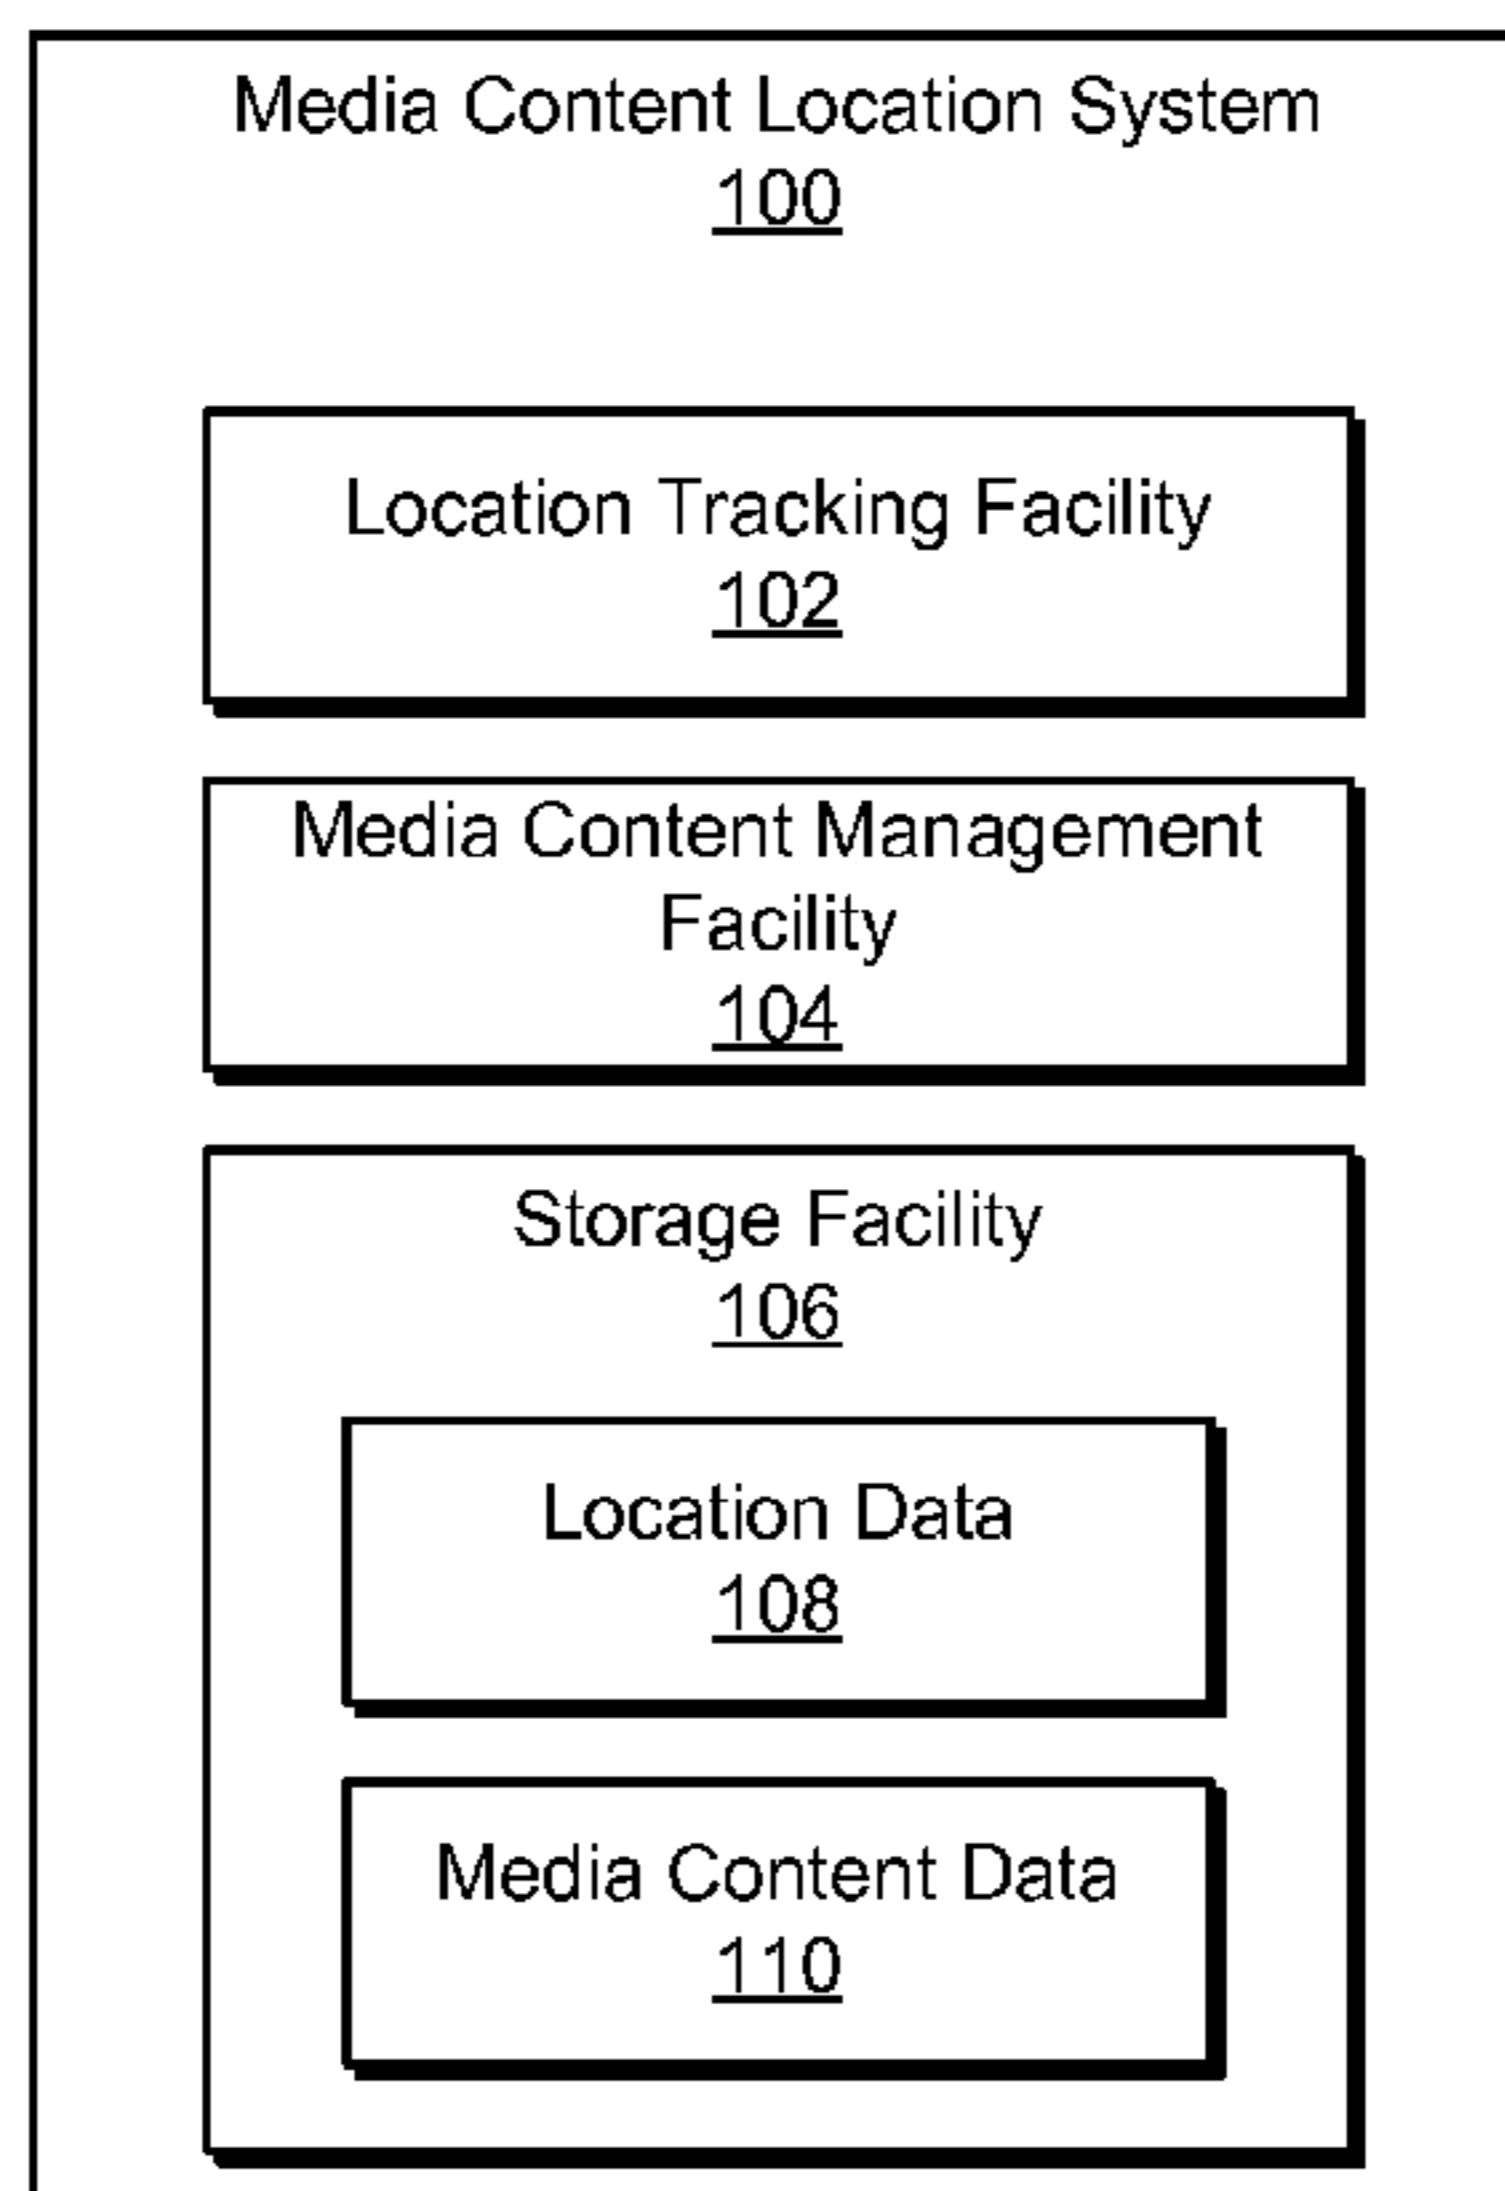 Media Content Location System
100
Location Tracking Facility
102
Media Content Management
Facility
104
Storage Facility
106
Location Data
108
Media Content Data
110